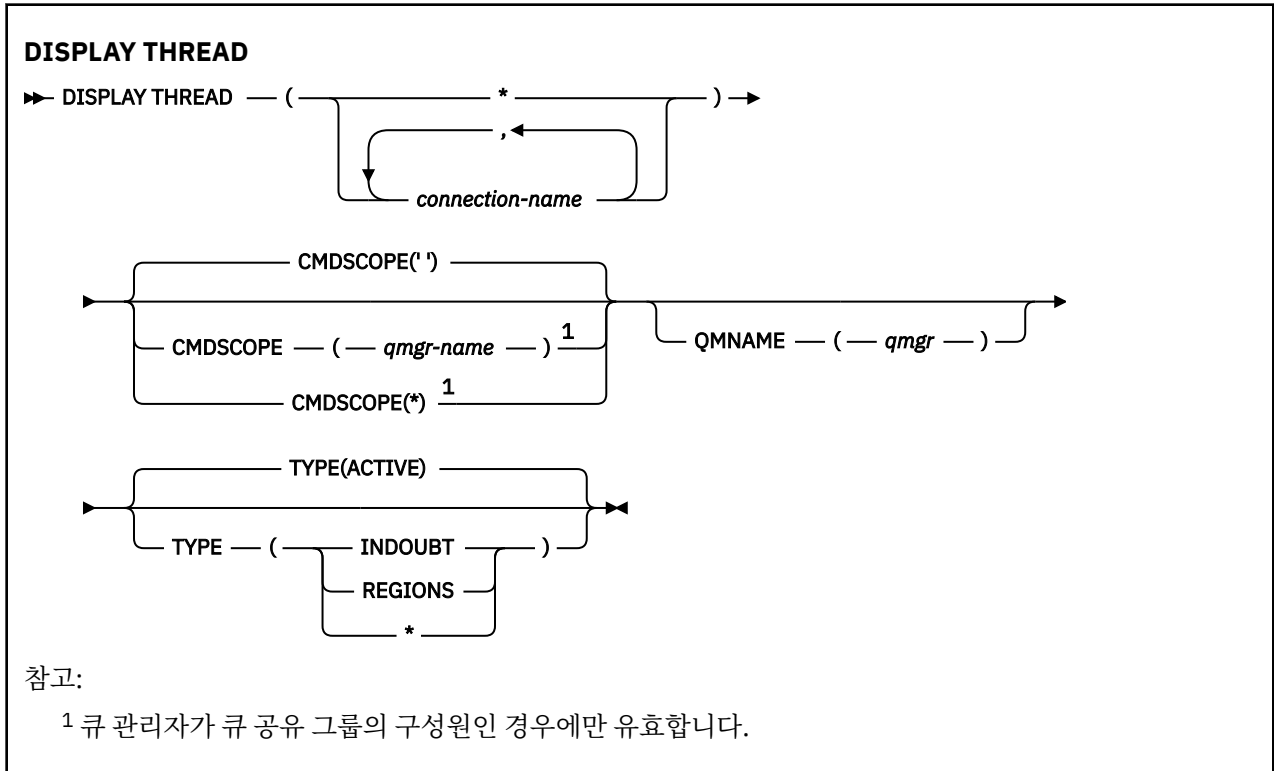 DISPLAY THREAD
DISPLAY THREAD ( * )
,
connection-name
CMDSCOPE(' ')
CMDSCOPE ( qmgr-name ) 1
QMNAME ( qmgr )
CMDSCOPE(*) 1
TYPE(ACTIVE)
TYPE ( INDOUBT )
REGIONS
*
참고:
1 큐 관리자가 큐 공유 그룹의 구성원인 경우에만 유효합니다.